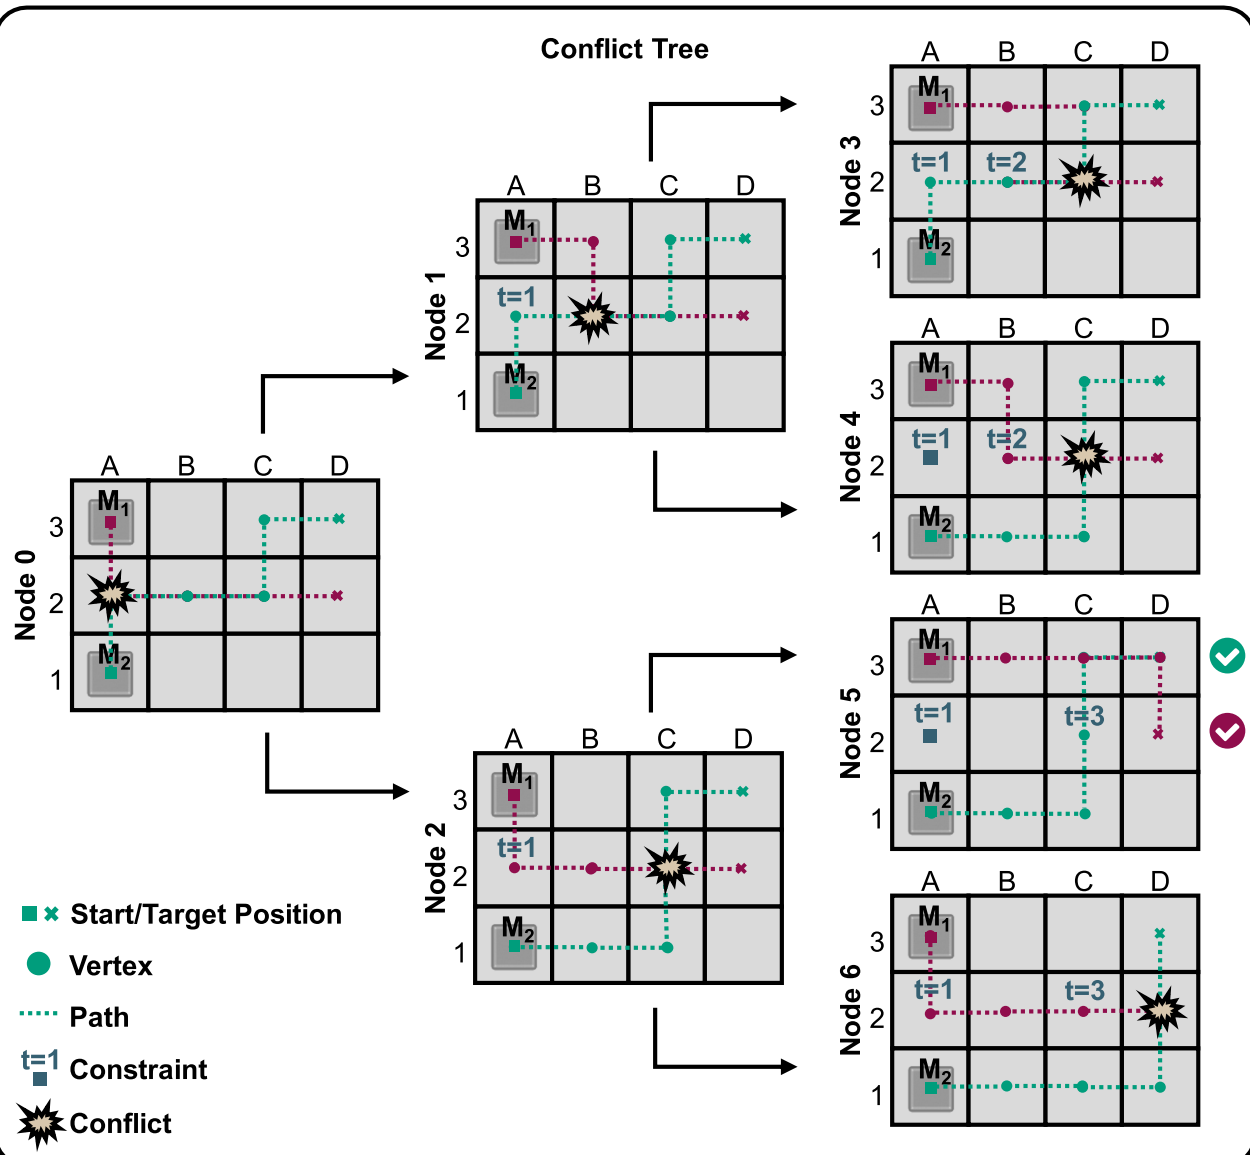 Conflict Tree
Node 0
A B C D
3
2
1
M1
M2
Node 1
A B C D
3
2
1
M1
t=1
M2
Node 2
A B C D
3
2
1
M1
t=1
M2
Node 3
A B C D
3
2
1
M1
t=1 t=2
M2
Node 4
A B C D
3
2
1
M1
t=1 t=2
M2
Node 5
A B C D
3
2
1
M1
t=1 t=3
M2
Node 6
A B C D
3
2
1
M1
t=1 t=3
M2
Start/Target Position
Vertex
Path
t=1 Constraint
Conflict